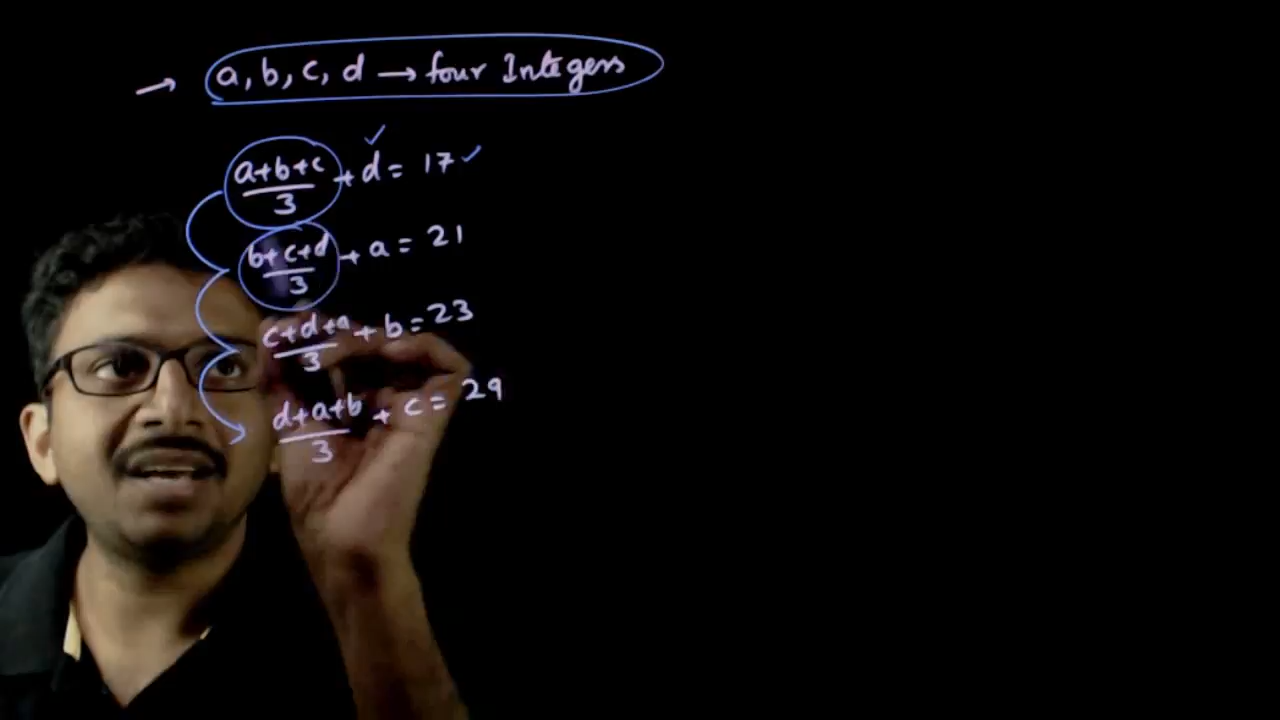 → a, b, c, d → four Integers
(a+b+c)/3 + d = 17 ✓
(b+c+d)/3 + a = 21
(c+d+a)/3 + b = 23
(d+a+b)/3 + c = 29